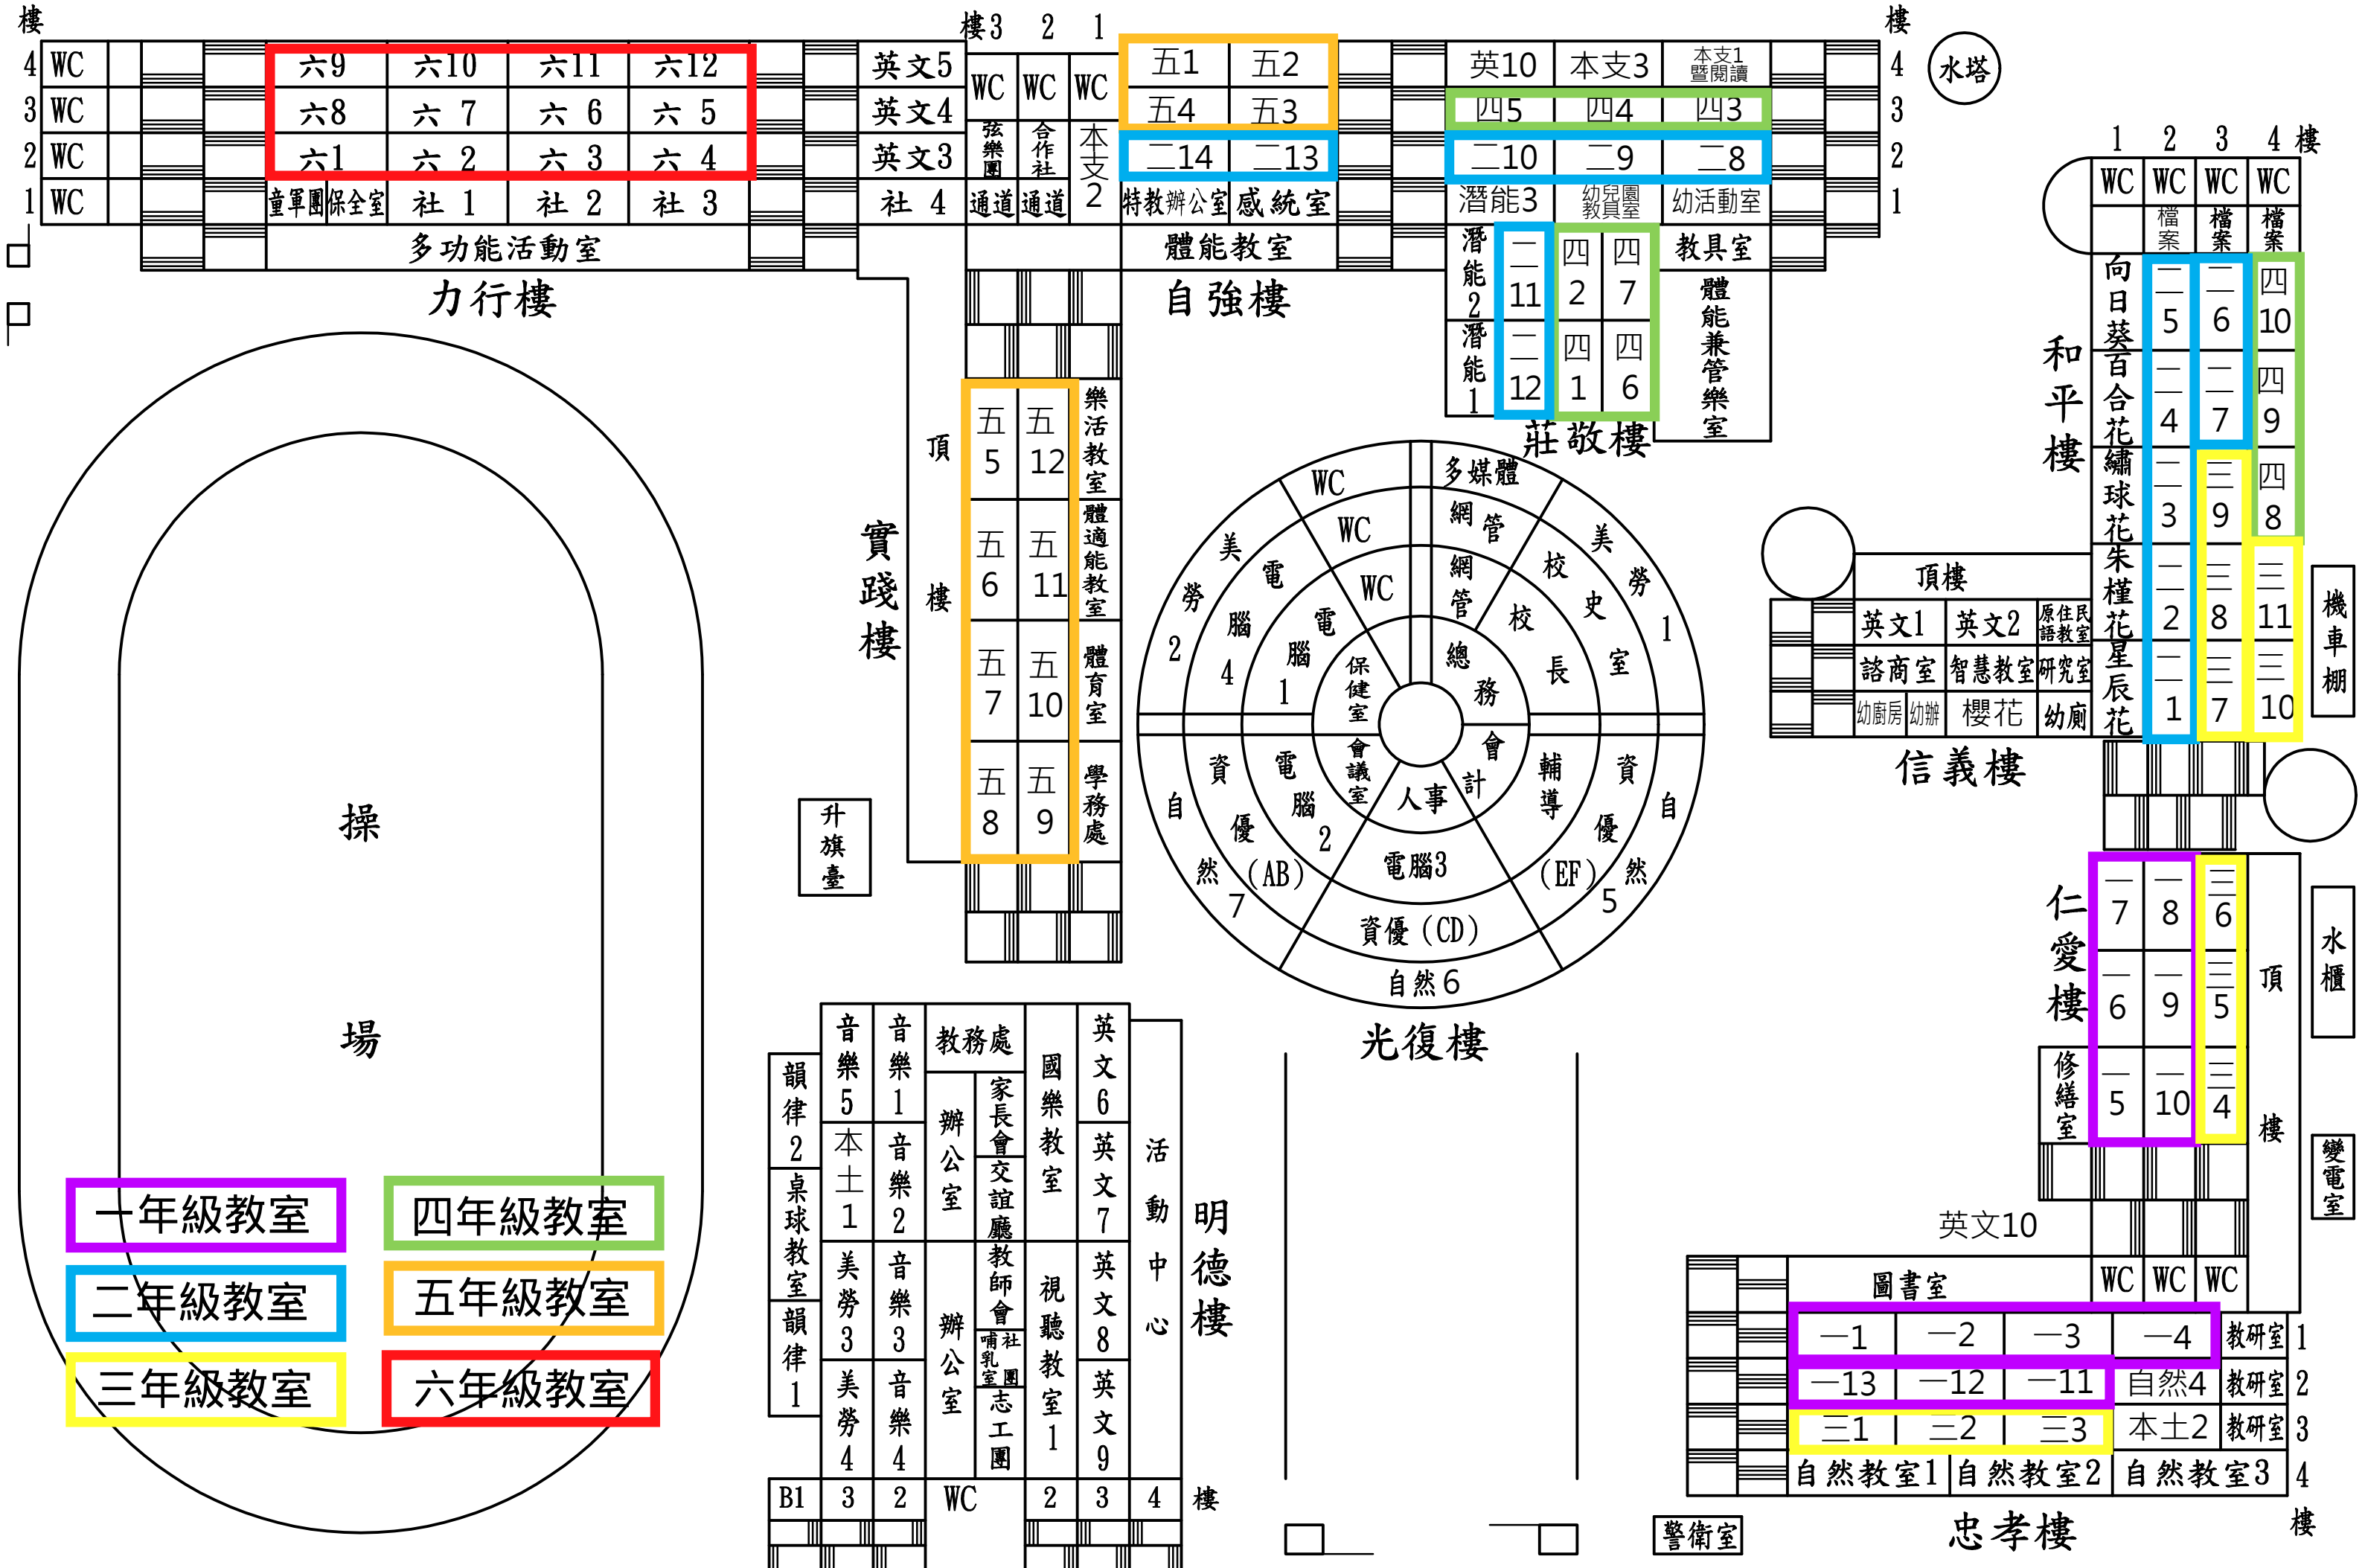 樓
4 WC 六9 六10 六11 六12 英文5
3 WC 六8 六 7 六 6 六 5 英文4
2 WC 六1 六 2 六 3 六 4 英文3
1 WC 童軍團 保全室 社 1 社 2 社 3 社 4
多功能活動室
力行樓
樓3 2 1
WC WC WC
弦樂團 合作社 本支2
通道 通道
五1 五2
五4 五3
二14 二13
特教辦公室 感統室
體能教室
自強樓
樓
英10 本支3 本支1暨閱讀 4
四5 四4 四3 3
二10 二9 二8 2
潛能3 幼兒園教具室 幼活動室 1
潛能2 二11 四2 四7 教具室
潛能1 二12 四1 四6 體能兼管樂室
莊敬樓
水塔
1 2 3 4 樓
WC WC WC WC
檔案 檔案 檔案
向日葵 二5 二6 四10
百合花 二4 二7 四9
繡球花 二3 三9 四8
朱槿花 二2 三8 三11
星辰花 二1 三7 三10
和平樓
機車棚
頂樓
英文1 英文2 原住民語教室
諮商室 智慧教室 研究室
幼廚房 幼辦 櫻花 幼廁
信義樓
頂樓
實踐樓
五5 五12 樂活教室
五6 五11 體適能教室
五7 五10 體育室
五8 五9 學務處
升旗臺
操場
WC 多媒體
美勞2 WC 網管 美勞1
電腦4 WC 網管 校史室
電腦1 校長
保健室 總務
會議室 會計
人事
電腦2 輔導
電腦3
資優(AB) 資優(EF)
資優(CD)
自然7 自然5
自然6
光復樓
一7 一8 三6
一6 一9 三5
修繕室 一5 一10 三4
頂樓
仁愛樓
水櫃
變電室
英文10
圖書室 WC WC WC
一1 一2 一3 一4 教研室 1
一13 一12 一11 自然4 教研室 2
三1 三2 三3 本土2 教研室 3
自然教室1 自然教室2 自然教室3 4
樓
忠孝樓
警衛室
韻律2
桌球教室
韻律1
音樂5 音樂1 教務處 國樂教室 英文6
本土1 音樂2 辦公室 家長會 交誼廳 英文7
美勞3 音樂3 辦公室 教師會 視聽教室1 英文8
哺乳室 社團
美勞4 音樂4 志工團 英文9
活動中心
B1 3 2 WC 2 3 4 樓
明德樓
一年級教室 四年級教室
二年級教室 五年級教室
三年級教室 六年級教室